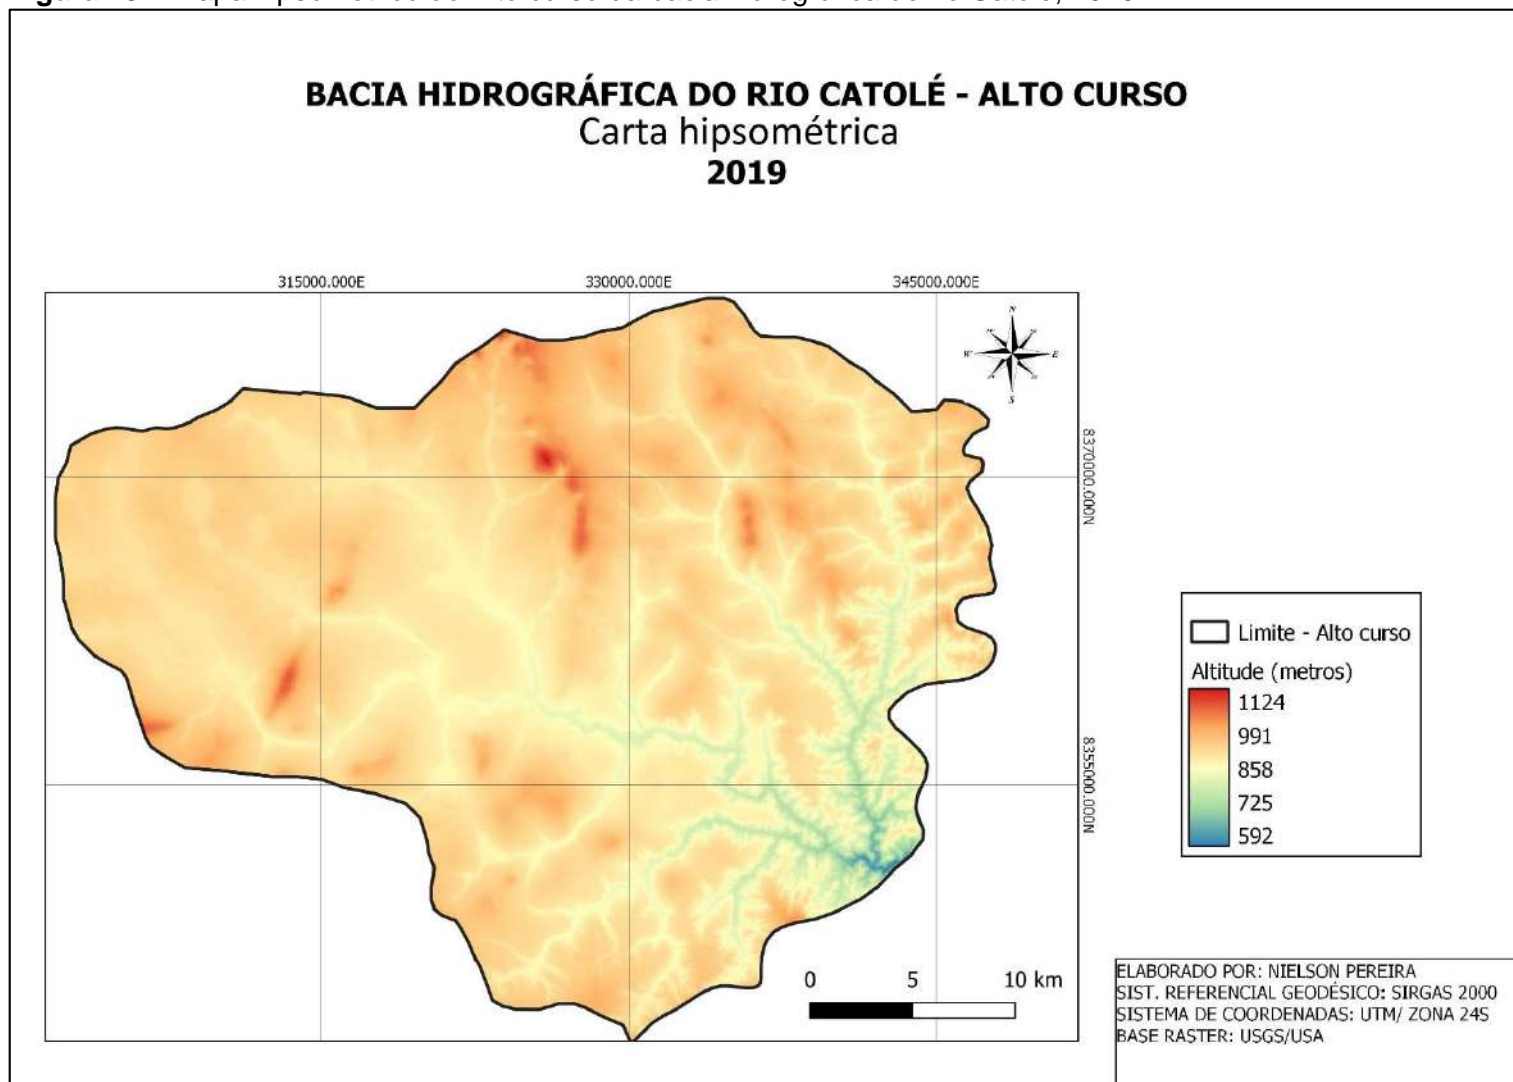 BACIA HIDROGRÁFICA DO RIO CATOLÉ - ALTO CURSO
Carta hipsométrica
2019
315000.000E
330000.000E
345000.000E
N
W
E
S
8370000.000N
8355000.000N
Limite - Alto curso
Altitude (metros)
1124
991
858
725
592
0 5 10 km
ELABORADO POR: NIELSON PEREIRA
SIST. REFERENCIAL GEODÉSICO: SIRGAS 2000
SISTEMA DE COORDENADAS: UTM/ ZONA 24S
BASE RASTER: USGS/USA